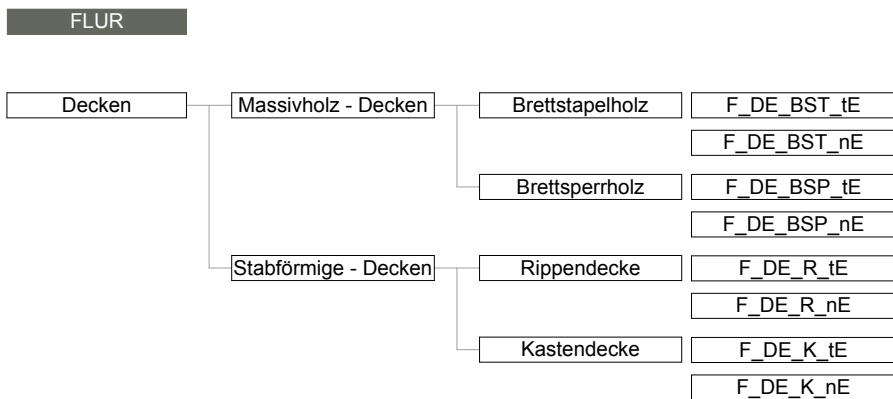 FLUR
Decken
Massivholz - Decken
Brettstapelholz
F_DE_BST_tE
F_DE_BST_nE
Brettsperrholz
F_DE_BSP_tE
F_DE_BSP_nE
Stabförmige - Decken
Rippendecke
F_DE_R_tE
F_DE_R_nE
Kastendecke
F_DE_K_tE
F_DE_K_nE